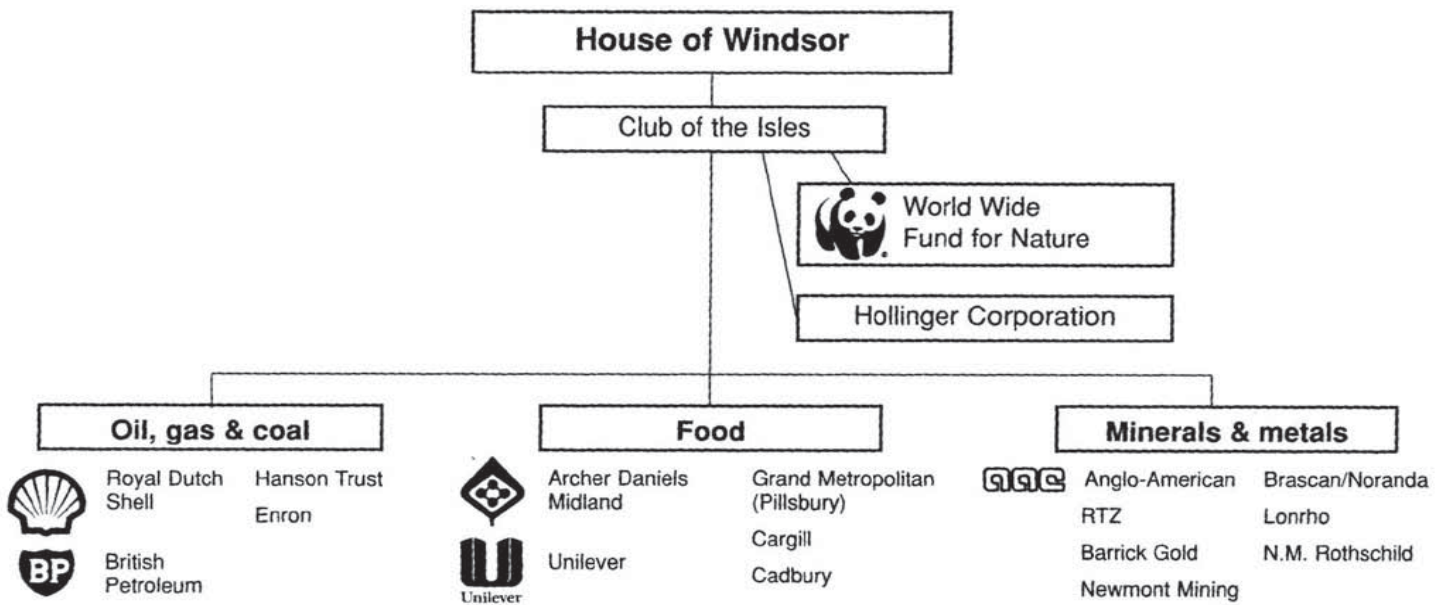 House of Windsor
Club of the Isles
World Wide
Fund for Nature
Hollinger Corporation
Oil, gas & coal
Royal Dutch
Shell
Hanson Trust
Enron
BP
British
Petroleum
Food
Archer Daniels
Midland
Grand Metropolitan
(Pillsbury)
Unilever
Unilever
Cargill
Cadbury
Minerals & metals
aac
Anglo-American
Brascan/Noranda
RTZ
Lonrho
Barrick Gold
N.M. Rothschild
Newmont Mining